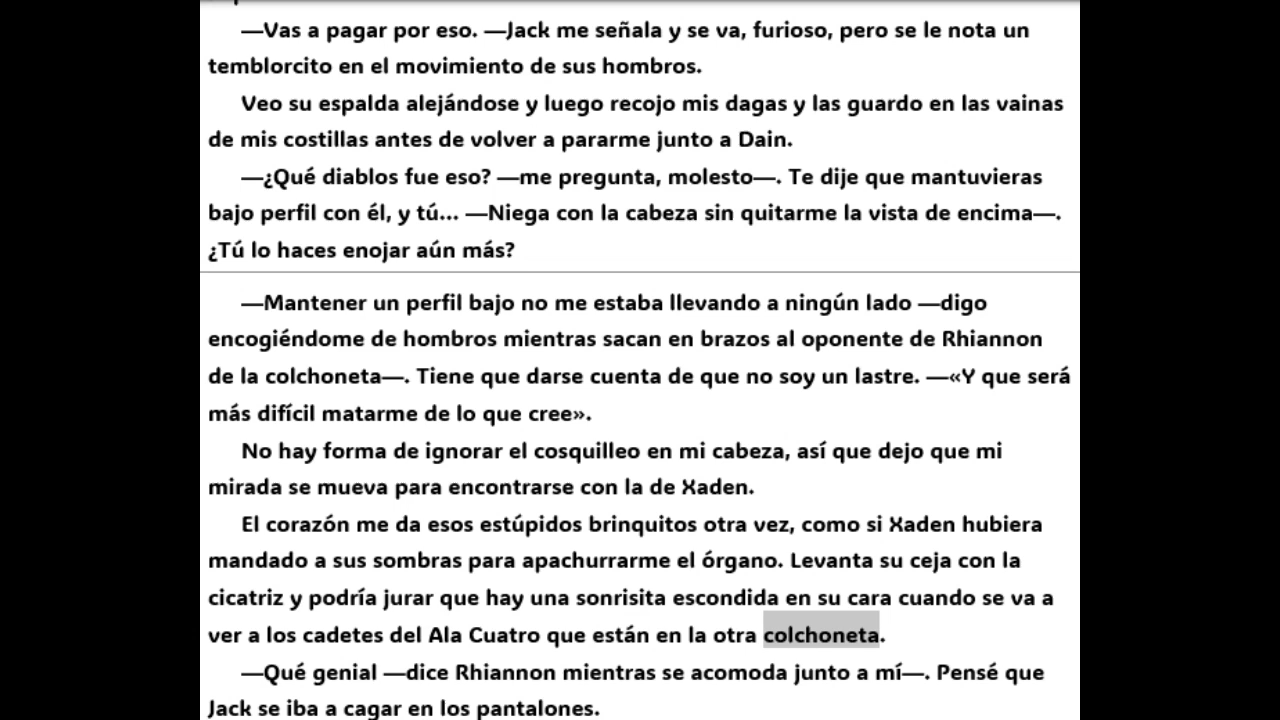 —Vas a pagar por eso. —Jack me señala y se va, furioso, pero se le nota un
temblorcito en el movimiento de sus hombros.
Veo su espalda alejándose y luego recojo mis dagas y las guardo en las vainas
de mis costillas antes de volver a pararme junto a Dain.
—¿Qué diablos fue eso? —me pregunta, molesto—. Te dije que mantuvieras
bajo perfil con él, y tú... —Niega con la cabeza sin quitarme la vista de encima—.
¿Tú lo haces enojar aún más?
—Mantener un perfil bajo no me estaba llevando a ningún lado —digo
encogiéndome de hombros mientras sacan en brazos al oponente de Rhiannon
de la colchoneta—. Tiene que darse cuenta de que no soy un lastre. —«Y que será
más difícil matarme de lo que cree».
No hay forma de ignorar el cosquilleo en mi cabeza, así que dejo que mi
mirada se mueva para encontrarse con la de Xaden.
El corazón me da esos estúpidos brinquitos otra vez, como si Xaden hubiera
mandado a sus sombras para apachurrarme el órgano. Levanta su ceja con la
cicatriz y podría jurar que hay una sonrisita escondida en su cara cuando se va a
ver a los cadetes del Ala Cuatro que están en la otra colchoneta.
—Qué genial —dice Rhiannon mientras se acomoda junto a mí—. Pensé que
Jack se iba a cagar en los pantalones.